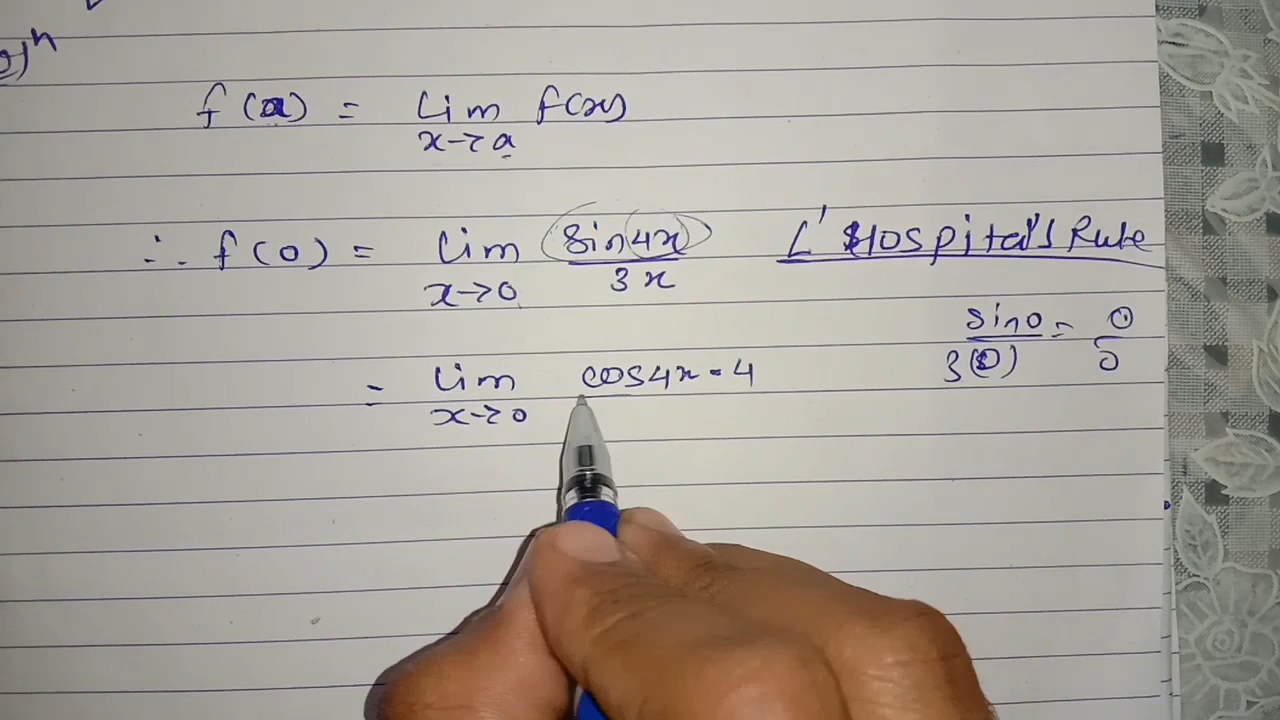 f(a) = Lim f(x)
x→a
∴ f(0) = Lim sin4x / 3x L'Hospital's Rule
x→0
sin0 / 3(0) = 0/0
= Lim cos4x·4
x→0